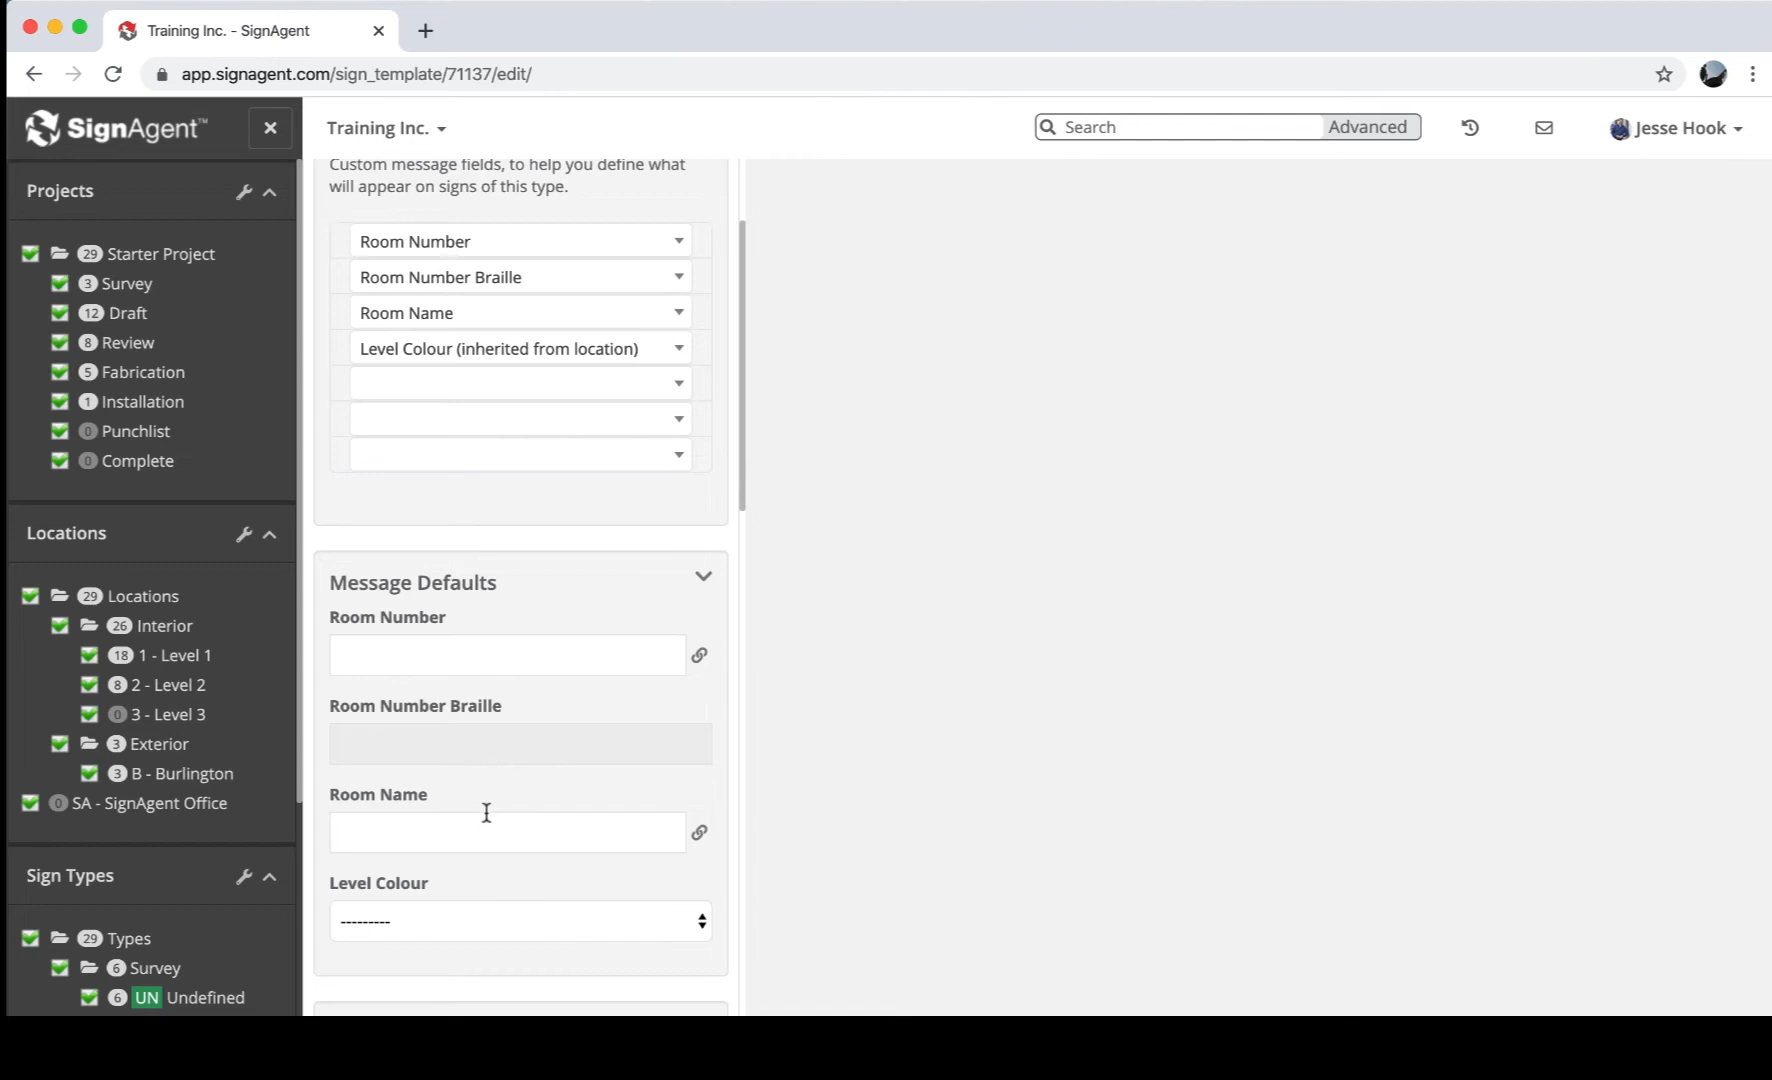 Training Inc. - SignAgent
app.signagent.com/sign_template/71137/edit/
SignAgent™
Training Inc.
Search
Advanced
Jesse Hook
Projects
29 Starter Project
3 Survey
12 Draft
8 Review
5 Fabrication
1 Installation
0 Punchlist
0 Complete
Locations
29 Locations
26 Interior
18 1 - Level 1
8 2 - Level 2
0 3 - Level 3
3 Exterior
3 B - Burlington
0 SA - SignAgent Office
Sign Types
29 Types
6 Survey
6 UN Undefined
Custom message fields, to help you define what
will appear on signs of this type.
Room Number
Room Number Braille
Room Name
Level Colour (inherited from location)
Message Defaults
Room Number
Room Number Braille
Room Name
Level Colour
---------